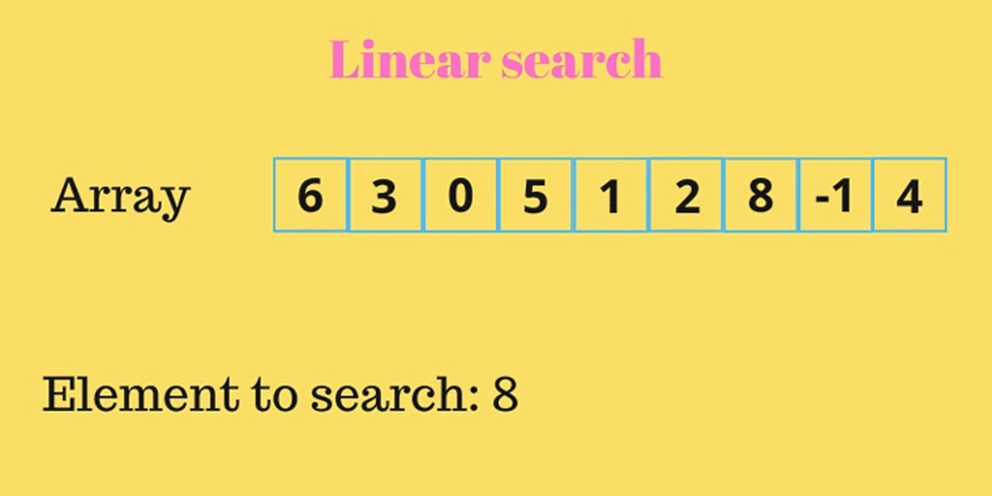 Linear search
Array 6 3 0 5 1 2 8 -1 4
Element to search: 8